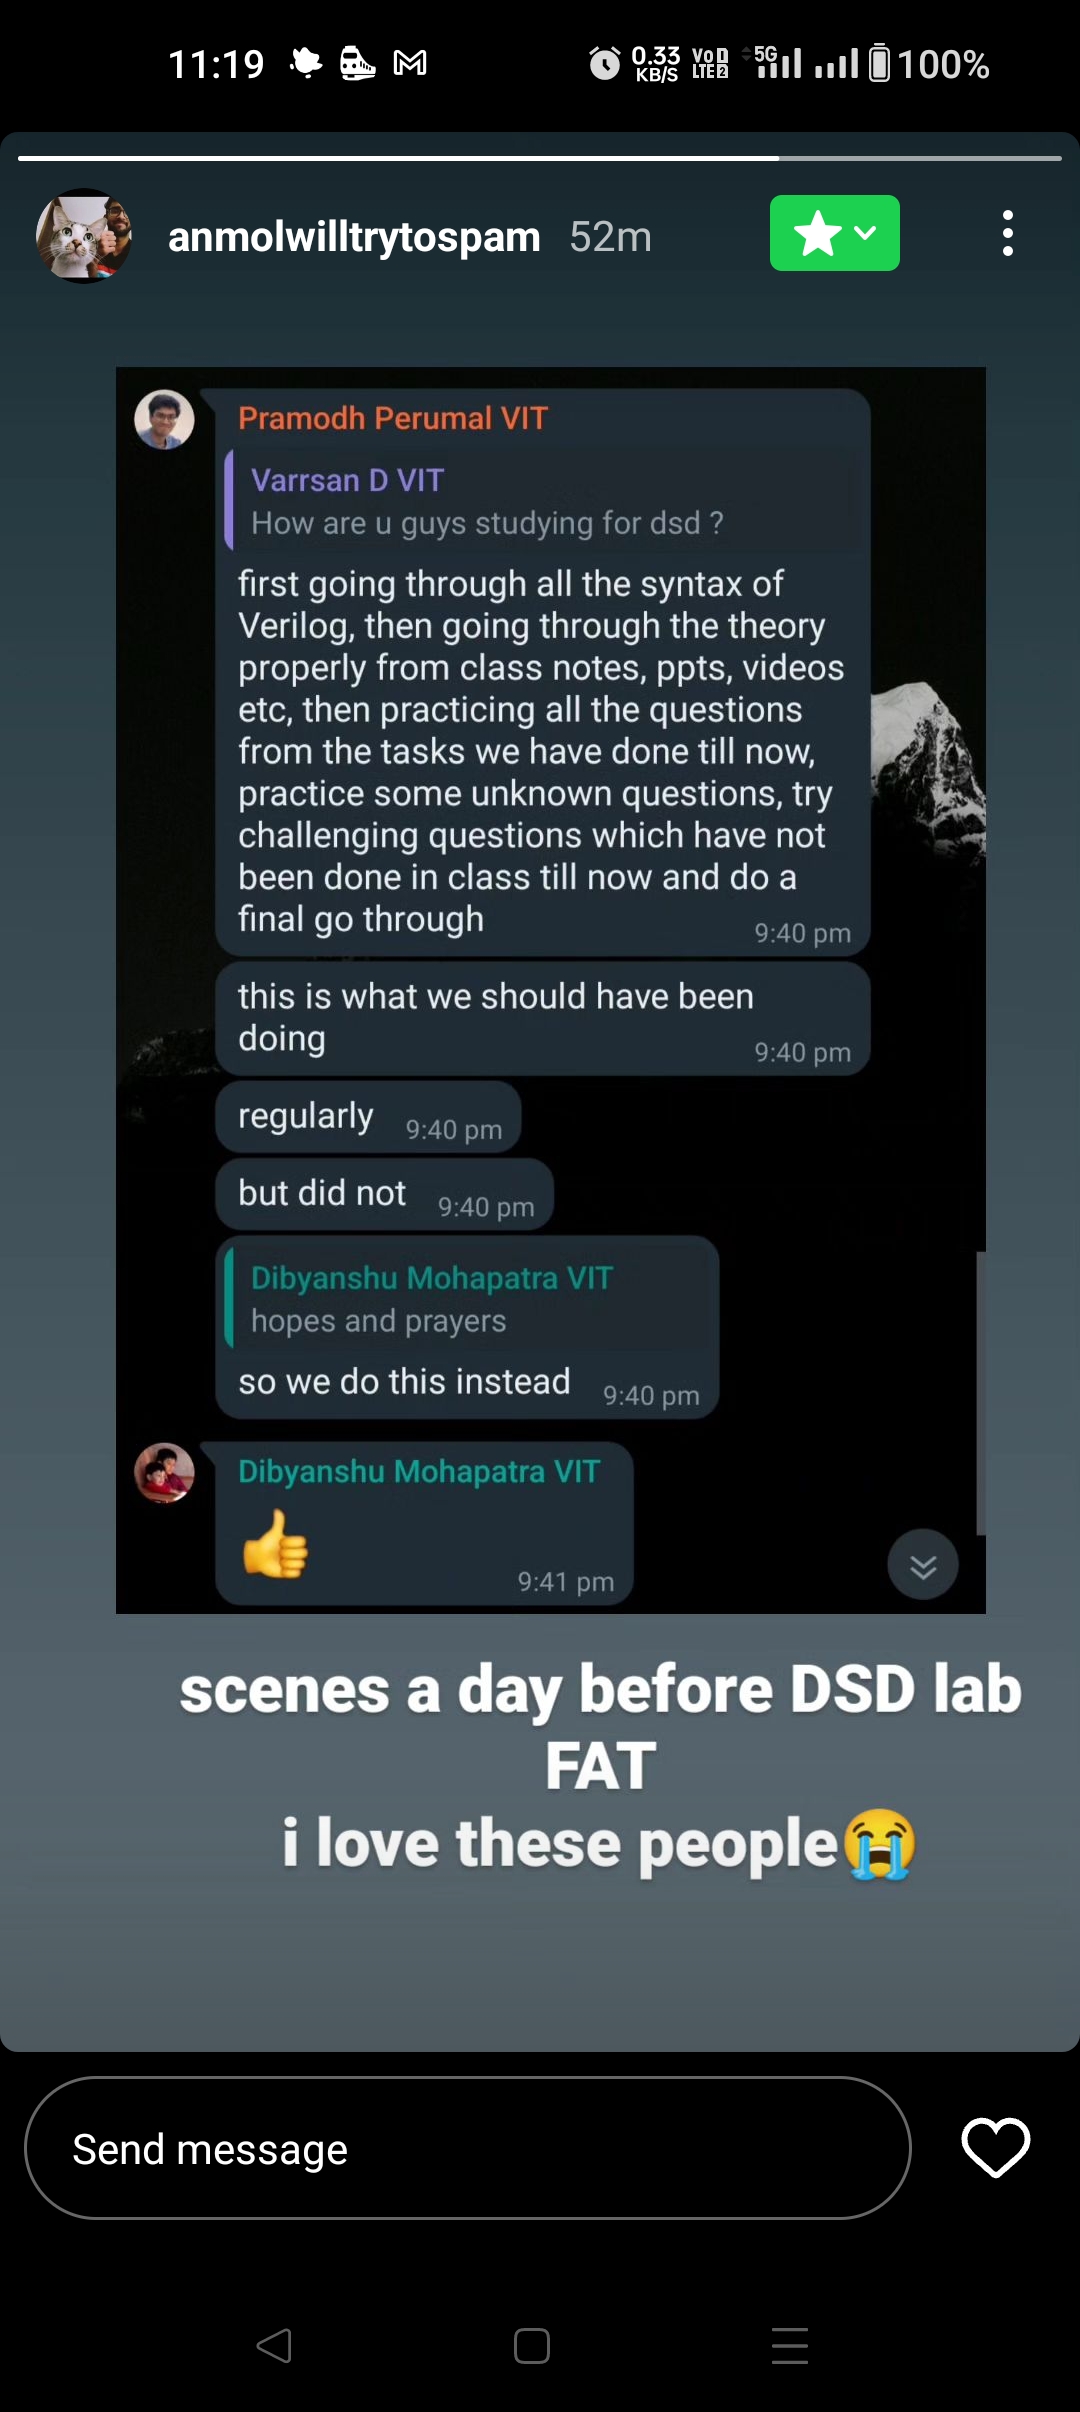 11:19
0.33 KB/S
VoD LTE2
5G
100%
anmolwilltrytospam 52m
Pramodh Perumal VIT
Varrsan D VIT
How are u guys studying for dsd ?
first going through all the syntax of
Verilog, then going through the theory
properly from class notes, ppts, videos
etc, then practicing all the questions
from the tasks we have done till now,
practice some unknown questions, try
challenging questions which have not
been done in class till now and do a
final go through
9:40 pm
this is what we should have been
doing
9:40 pm
regularly 9:40 pm
but did not 9:40 pm
Dibyanshu Mohapatra VIT
hopes and prayers
so we do this instead 9:40 pm
Dibyanshu Mohapatra VIT
👍
9:41 pm
scenes a day before DSD lab
FAT
i love these people😭
Send message